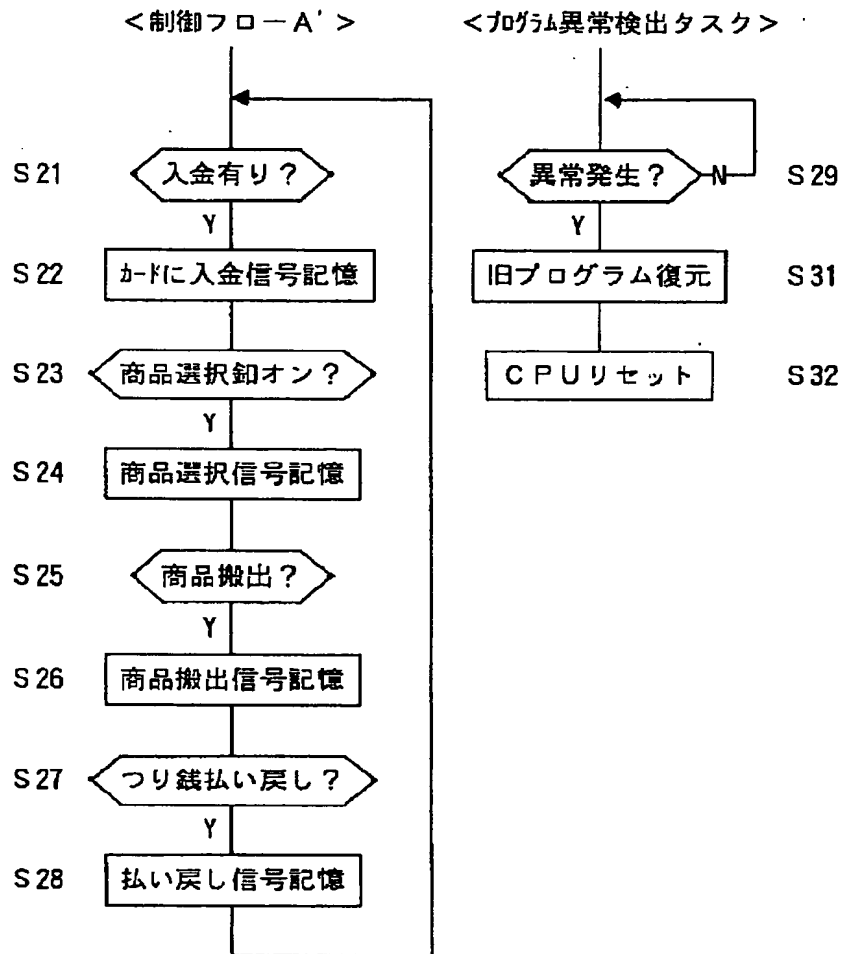 ＜制御フローA'＞
S21 入金有り？
Y
S22 ｶｰﾄﾞに入金信号記憶
S23 商品選択釦オン？
Y
S24 商品選択信号記憶
S25 商品搬出？
Y
S26 商品搬出信号記憶
S27 つり銭払い戻し？
Y
S28 払い戻し信号記憶
＜ﾌﾟﾛｸﾞﾗﾑ異常検出タスク＞
異常発生？ N S29
Y
旧プログラム復元 S31
CPUリセット S32